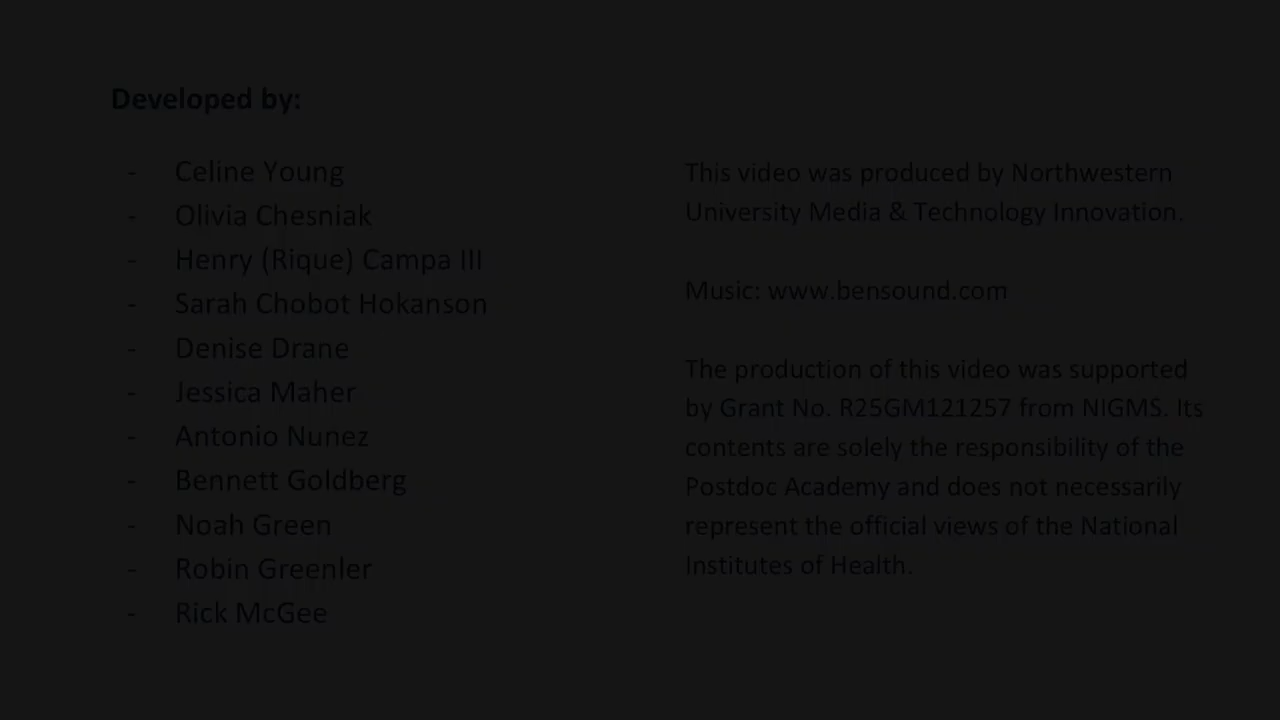 Developed by:
- Celine Young
- Olivia Chesniak
- Henry (Rique) Campa III
- Sarah Chobot Hokanson
- Denise Drane
- Jessica Maher
- Antonio Nunez
- Bennett Goldberg
- Noah Green
- Robin Greenler
- Rick McGee
This video was produced by Northwestern
University Media & Technology Innovation.
Music: www.bensound.com
The production of this video was supported
by Grant No. R25GM121257 from NIGMS. Its
contents are solely the responsibility of the
Postdoc Academy and does not necessarily
represent the official views of the National
Institutes of Health.